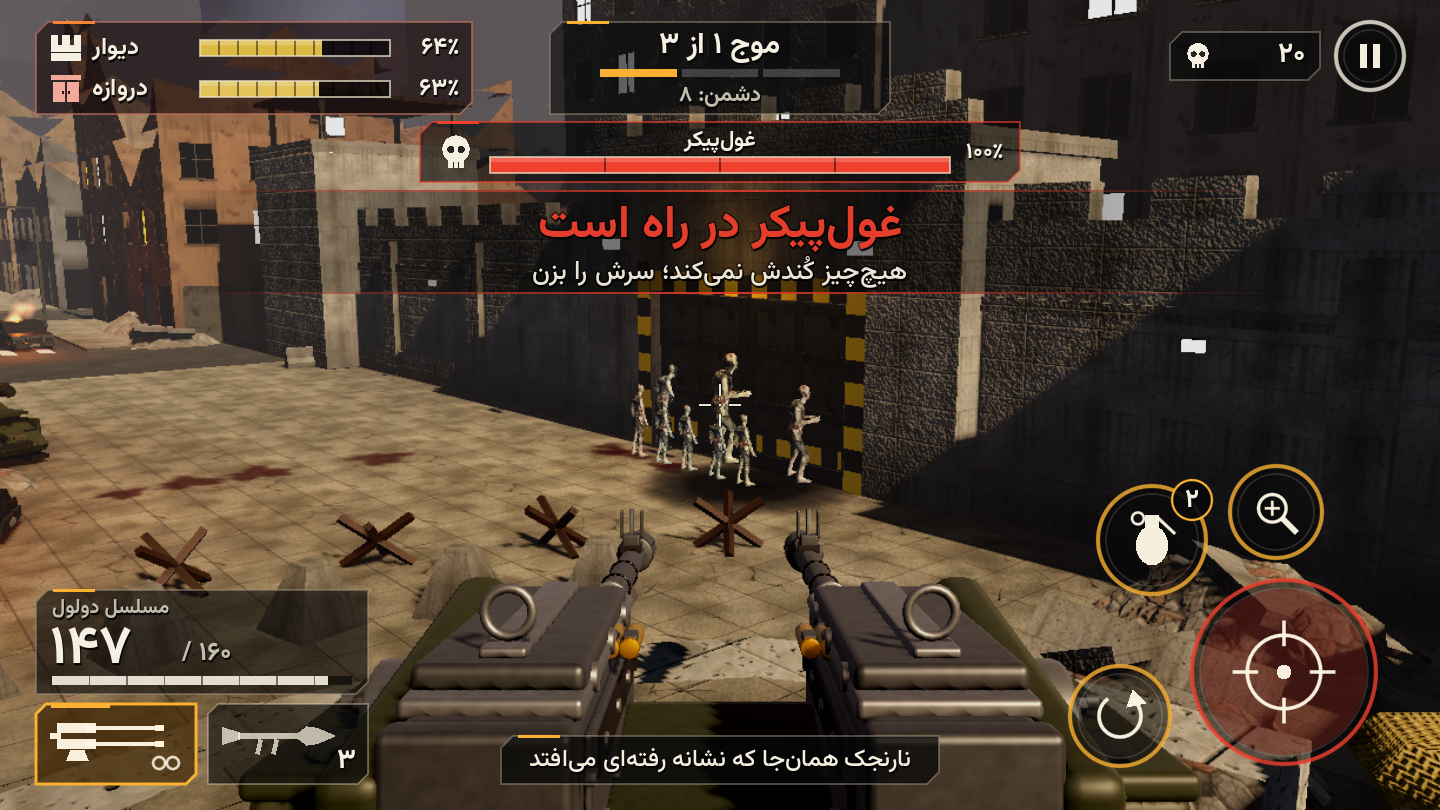 دیوار ۶۴٪
دروازه ۶۳٪
موج ۱ از ۳
دشمن: ۸
۲۰
غول‌پیکر
۱۰۰٪
غول‌پیکر در راه است
هیچ‌چیز کُندش نمی‌کند؛ سرش را بزن
۲
مسلسل دولول
۱۴۷ / ۱۶۰
∞
۳
نارنجک همان‌جا که نشانه رفته‌ای می‌افتد